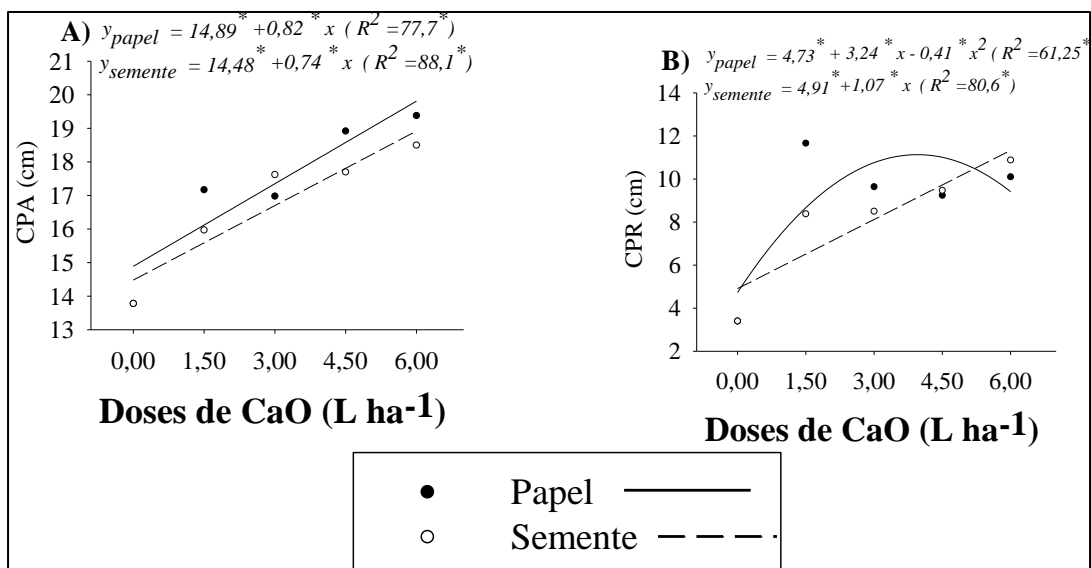 A) y papel = 14,89* +0,82* x ( R² =77,7*)
y semente = 14,48* +0,74* x ( R² =88,1*)
21
20
19
18
17
16
15
14
13
CPA (cm)
0,00 1,50 3,00 4,50 6,00
Doses de CaO (L ha-1)
B) y papel = 4,73* + 3,24* x - 0,41* x² ( R² =61,25*
y semente = 4,91* +1,07* x ( R² =80,6*)
14
12
10
8
6
4
2
CPR (cm)
0,00 1,50 3,00 4,50 6,00
Doses de CaO (L ha-1)
Papel
Semente